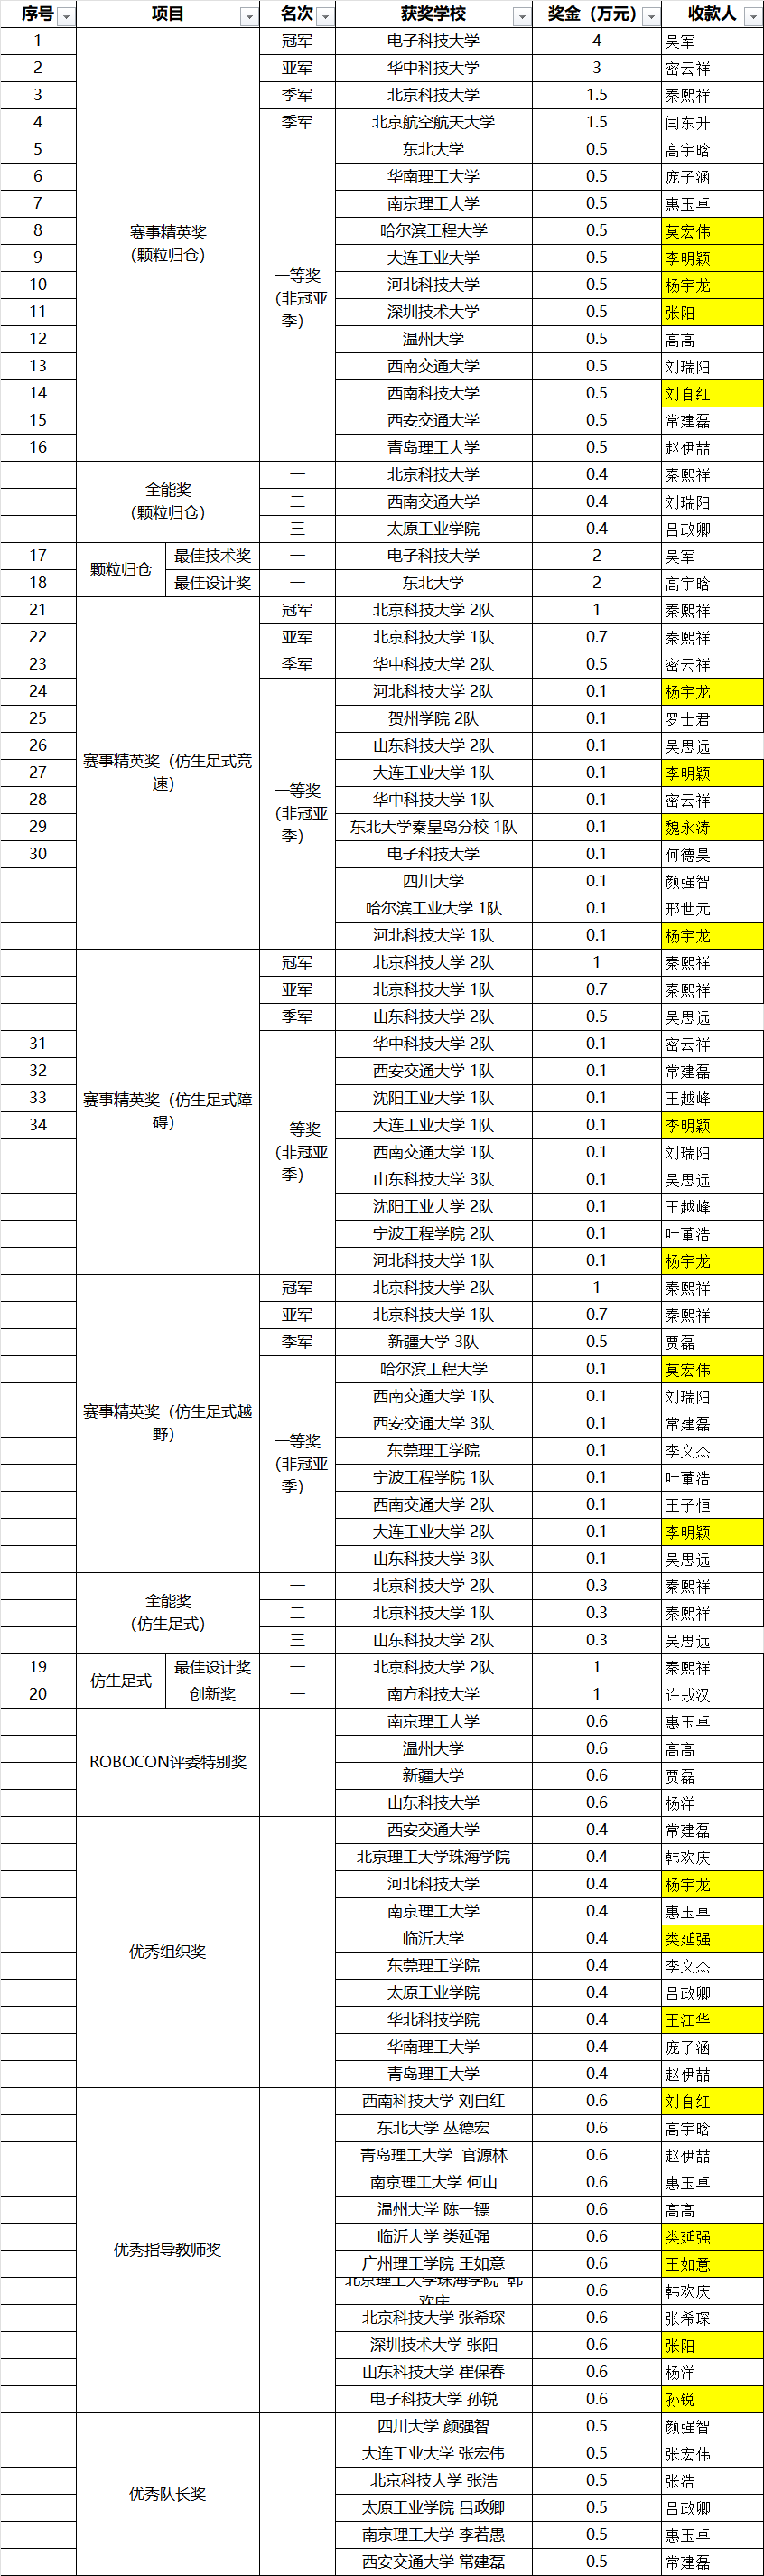 序号 项目 名次 获奖学校 奖金（万元） 收款人
1 赛事精英奖（颗粒归仓） 冠军 电子科技大学 4 吴军
2 亚军 华中科技大学 3 密云祥
3 季军 北京科技大学 1.5 秦熙祥
4 季军 北京航空航天大学 1.5 闫东升
5 一等奖（非冠亚季） 东北大学 0.5 高宇晗
6 华南理工大学 0.5 庞子涵
7 南京理工大学 0.5 惠玉卓
8 哈尔滨工程大学 0.5 莫宏伟
9 大连工业大学 0.5 李明颖
10 河北科技大学 0.5 杨宇龙
11 深圳技术大学 0.5 张阳
12 温州大学 0.5 高高
13 西南交通大学 0.5 刘瑞阳
14 西南科技大学 0.5 刘自红
15 西安交通大学 0.5 常建磊
16 青岛理工大学 0.5 赵伊喆
全能奖（颗粒归仓） 一 北京科技大学 0.4 秦熙祥
二 西南交通大学 0.4 刘瑞阳
三 太原工业学院 0.4 吕政卿
17 颗粒归仓 最佳技术奖 一 电子科技大学 2 吴军
18 最佳设计奖 一 东北大学 2 高宇晗
21 赛事精英奖（仿生足式竞速） 冠军 北京科技大学 2队 1 秦熙祥
22 亚军 北京科技大学 1队 0.7 秦熙祥
23 季军 华中科技大学 2队 0.5 密云祥
24 一等奖（非冠亚季） 河北科技大学 2队 0.1 杨宇龙
25 贺州学院 2队 0.1 罗士君
26 山东科技大学 2队 0.1 吴思远
27 大连工业大学 1队 0.1 李明颖
28 华中科技大学 1队 0.1 密云祥
29 东北大学秦皇岛分校 1队 0.1 魏永涛
30 电子科技大学 0.1 何德昊
四川大学 0.1 颜强智
哈尔滨工业大学 1队 0.1 邢世元
河北科技大学 1队 0.1 杨宇龙
赛事精英奖（仿生足式障碍） 冠军 北京科技大学 2队 1 秦熙祥
亚军 北京科技大学 1队 0.7 秦熙祥
季军 山东科技大学 2队 0.5 吴思远
31 一等奖（非冠亚季） 华中科技大学 2队 0.1 密云祥
32 西安交通大学 1队 0.1 常建磊
33 沈阳工业大学 1队 0.1 王越峰
34 大连工业大学 1队 0.1 李明颖
西南交通大学 1队 0.1 刘瑞阳
山东科技大学 3队 0.1 吴思远
沈阳工业大学 2队 0.1 王越峰
宁波工程学院 2队 0.1 叶董浩
河北科技大学 1队 0.1 杨宇龙
赛事精英奖（仿生足式越野） 冠军 北京科技大学 2队 1 秦熙祥
亚军 北京科技大学 1队 0.7 秦熙祥
季军 新疆大学 3队 0.5 贾磊
一等奖（非冠亚季） 哈尔滨工程大学 0.1 莫宏伟
西南交通大学 1队 0.1 刘瑞阳
西安交通大学 3队 0.1 常建磊
东莞理工学院 0.1 李文杰
宁波工程学院 1队 0.1 叶董浩
西南交通大学 2队 0.1 王子恒
大连工业大学 2队 0.1 李明颖
山东科技大学 3队 0.1 吴思远
全能奖（仿生足式） 一 北京科技大学 2队 0.3 秦熙祥
二 北京科技大学 1队 0.3 秦熙祥
三 山东科技大学 2队 0.3 吴思远
19 仿生足式 最佳设计奖 一 北京科技大学 2队 1 秦熙祥
20 创新奖 一 南方科技大学 1 许戎汉
ROBOCON评委特别奖 南京理工大学 0.6 惠玉卓
温州大学 0.6 高高
新疆大学 0.6 贾磊
山东科技大学 0.6 杨洋
优秀组织奖 西安交通大学 0.4 常建磊
北京理工大学珠海学院 0.4 韩欢庆
河北科技大学 0.4 杨宇龙
南京理工大学 0.4 惠玉卓
临沂大学 0.4 类延强
东莞理工学院 0.4 李文杰
太原工业学院 0.4 吕政卿
华北科技学院 0.4 王江华
华南理工大学 0.4 庞子涵
青岛理工大学 0.4 赵伊喆
优秀指导教师奖 西南科技大学 刘自红 0.6 刘自红
东北大学 丛德宏 0.6 高宇晗
青岛理工大学 官源林 0.6 赵伊喆
南京理工大学 何山 0.6 惠玉卓
温州大学 陈一镖 0.6 高高
临沂大学 类延强 0.6 类延强
广州理工学院 王如意 0.6 王如意
北京理工大学珠海学院 韩欢庆 0.6 韩欢庆
北京科技大学 张希琛 0.6 张希琛
深圳技术大学 张阳 0.6 张阳
山东科技大学 崔保春 0.6 杨洋
电子科技大学 孙锐 0.6 孙锐
优秀队长奖 四川大学 颜强智 0.5 颜强智
大连工业大学 张宏伟 0.5 张宏伟
北京科技大学 张浩 0.5 张浩
太原工业学院 吕政卿 0.5 吕政卿
南京理工大学 李若愚 0.5 惠玉卓
西安交通大学 常建磊 0.5 常建磊